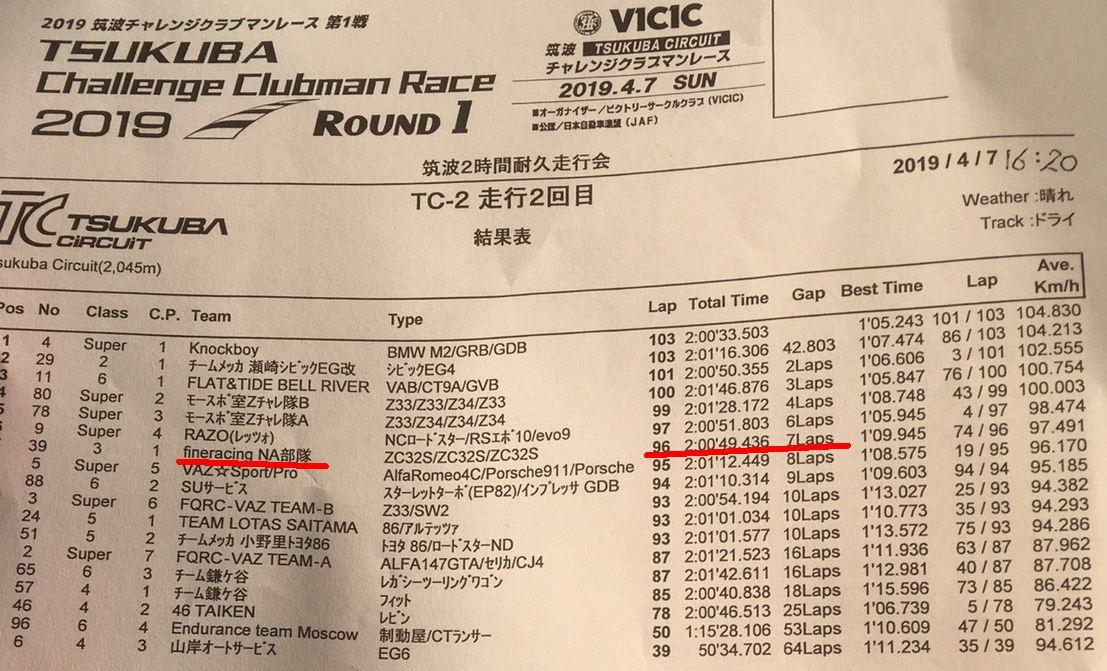 2019 筑波チャレンジクラブマンレース 第1戦
TSUKUBA
Challenge Clubman Race
2019 ROUND 1
VICIC
筑波 TSUKUBA CIRCUIT
チャレンジクラブマンレース
2019.4.7 SUN
■オーガナイザー/ビクトリーサークルクラブ(VICIC)
■公認/日本自動車連盟(JAF)
筑波2時間耐久走行会
2019/4/7 16:20
TC-2 走行2回目
Weather :晴れ
Track :ドライ
結果表
TC TSUKUBA CIRCUIT
sukuba Circuit(2,045m)
Pos No Class C.P. Team Type Lap Total Time Gap Best Time Lap Ave. Km/h
1 4 Super 1 Knockboy BMW M2/GRB/GDB 103 2:00'33.503 1'05.243 101 / 103 104.830
2 29 2 1 チームメッカ 瀬崎シビックEG改 シビックEG4 103 2:01'16.306 42.803 1'07.474 86 / 103 104.213
3 11 6 1 FLAT&TIDE BELL RIVER VAB/CT9A/GVB 101 2:00'50.355 2Laps 1'06.606 3 / 101 102.555
80 Super 2 モースポ室Zチャレ隊B Z33/Z33/Z34/Z33 100 2:01'46.876 3Laps 1'05.847 76 / 100 100.754
78 Super 3 モースポ室Zチャレ隊A Z33/Z33/Z34/Z34 99 2:01'28.172 4Laps 1'08.748 43 / 99 100.003
9 Super 4 RAZO(レッツォ) NCロードスター/RSエボ10/evo9 97 2:00'51.803 6Laps 1'05.945 4 / 97 98.474
39 3 1 fineracing NA部隊 ZC32S/ZC32S/ZC32S 96 2:00'49.436 7Laps 1'09.945 74 / 96 97.491
5 Super 5 VAZ☆Sport/Pro AlfaRomeo4C/Porsche911/Porsche 95 2:01'12.449 8Laps 1'08.575 19 / 95 96.170
88 6 2 SUサービス スターレットターボ(EP82)/インプレッサ GDB 94 2:01'10.314 9Laps 1'09.603 94 / 94 95.185
3 Super 6 FQRC-VAZ TEAM-B Z33/SW2 93 2:00'54.194 10Laps 1'13.027 25 / 93 94.382
24 5 1 TEAM LOTAS SAITAMA 86/アルテッツァ 93 2:01'01.034 10Laps 1'10.773 35 / 93 94.293
51 5 2 チームメッカ 小野里トヨタ86 トヨタ 86/ロードスターND 93 2:01'01.577 10Laps 1'13.572 75 / 93 94.286
2 Super 7 FQRC-VAZ TEAM-A ALFA147GTA/セリカ/CJ4 87 2:01'21.523 16Laps 1'11.936 63 / 87 87.962
65 6 3 チーム鎌ケ谷 レガシーツーリングワゴン 87 2:01'42.611 16Laps 1'12.981 40 / 87 87.708
57 4 1 フィット 85 2:00'40.838 18Laps 1'15.596 73 / 85 86.422
46 4 2 46 TAIKEN レビン 78 2:00'46.513 25Laps 1'06.739 5 / 78 79.243
96 6 4 Endurance team Moscow 制動屋/CTランサー 50 1:15'28.106 53Laps 1'10.609 47 / 50 81.292
6 4 3 山岸オートサービス EG6 39 50'34.702 64Laps 1'11.234 35 / 39 94.612